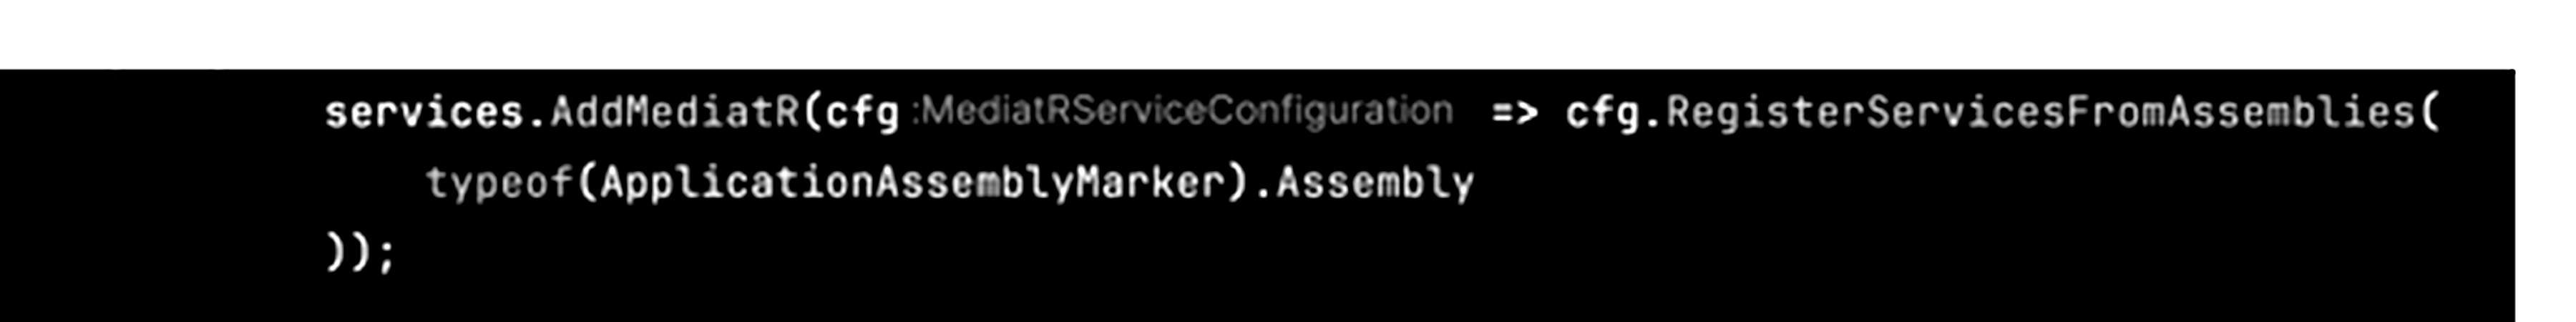 services.AddMediatR(cfg :MediatRServiceConfiguration => cfg.RegisterServicesFromAssemblies(
typeof(ApplicationAssemblyMarker).Assembly
));